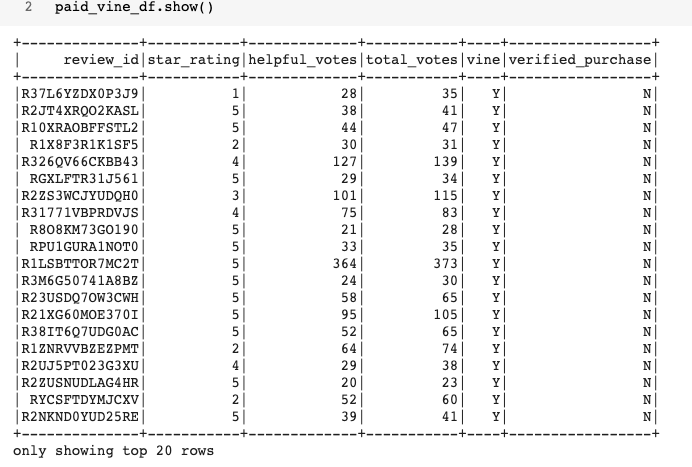 2 paid_vine_df.show()
+--------------+-----------+-------------+-----------+----+-----------------+
|     review_id|star_rating|helpful_votes|total_votes|vine|verified_purchase|
+--------------+-----------+-------------+-----------+----+-----------------+
|R37L6YZDX0P3J9|          1|           28|         35|   Y|                N|
|R2JT4XRQO2KASL|          5|           38|         41|   Y|                N|
|R10XRAOBFFSTL2|          5|           44|         47|   Y|                N|
| R1X8F3R1K1SF5|          2|           30|         31|   Y|                N|
|R326QV66CKBB43|          4|          127|        139|   Y|                N|
| RGXLFTR31J561|          5|           29|         34|   Y|                N|
|R2ZS3WCJYUDQH0|          3|          101|        115|   Y|                N|
|R31771VBPRDVJS|          4|           75|         83|   Y|                N|
| R8O8KM73GO190|          5|           21|         28|   Y|                N|
| RPU1GURA1NOT0|          5|           33|         35|   Y|                N|
|R1LSBTTOR7MC2T|          5|          364|        373|   Y|                N|
|R3M6G50741A8BZ|          5|           24|         30|   Y|                N|
|R23USDQ7OW3CWH|          5|           58|         65|   Y|                N|
|R21XG60MOE370I|          5|           95|        105|   Y|                N|
|R38IT6Q7UDG0AC|          5|           52|         65|   Y|                N|
|R1ZNRVVBZEZPMT|          2|           64|         74|   Y|                N|
|R2UJ5PT023G3XU|          4|           29|         38|   Y|                N|
|R2ZUSNUDLAG4HR|          5|           20|         23|   Y|                N|
| RYCSFTDYMJCXV|          2|           52|         60|   Y|                N|
|R2NKND0YUD25RE|          5|           39|         41|   Y|                N|
+--------------+-----------+-------------+-----------+----+-----------------+
only showing top 20 rows